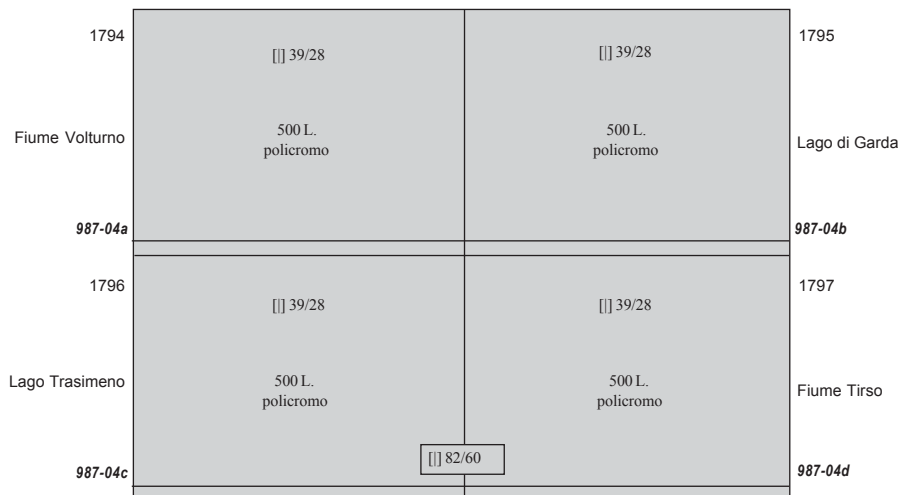 1794
[|] 39/28
[|] 39/28
1795
Fiume Volturno
500 L.
policromo
500 L.
policromo
Lago di Garda
987-04a
987-04b
1796
[|] 39/28
[|] 39/28
1797
Lago Trasimeno
500 L.
policromo
500 L.
policromo
Fiume Tirso
[|] 82/60
987-04c
987-04d